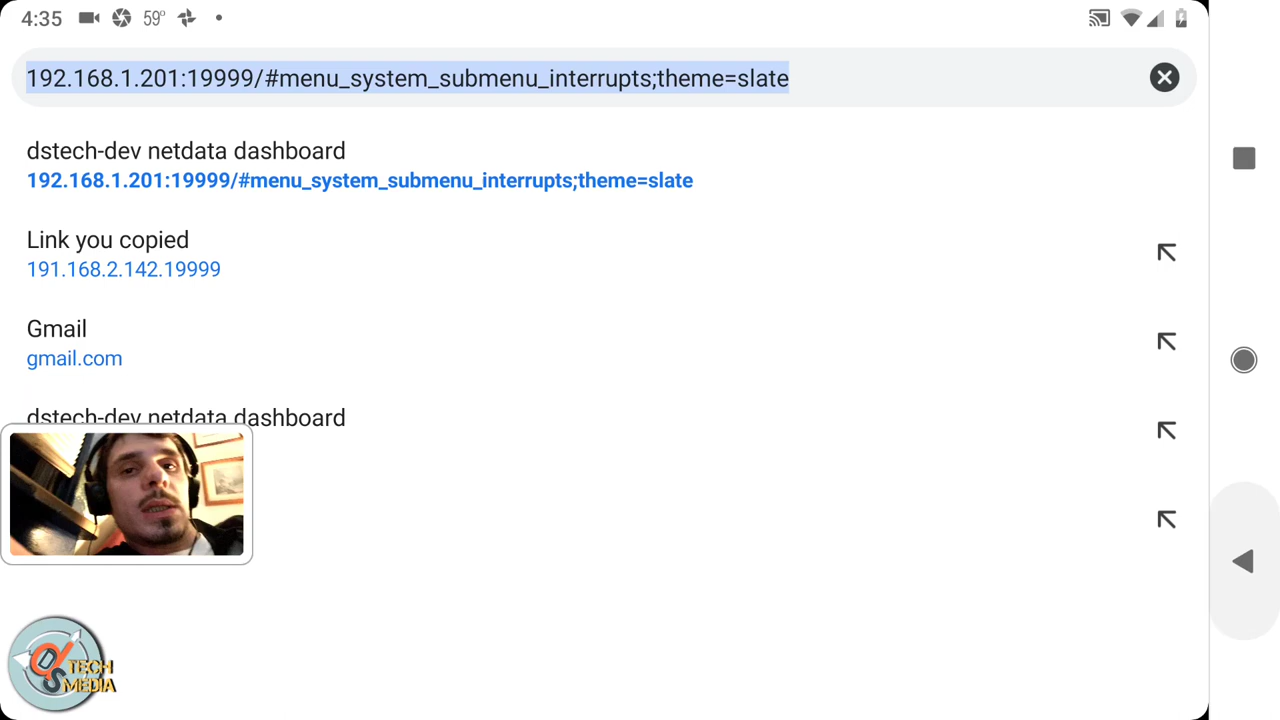 4:35 59°
192.168.1.201:19999/#menu_system_submenu_interrupts;theme=slate
dstech-dev netdata dashboard
192.168.1.201:19999/#menu_system_submenu_interrupts;theme=slate
Link you copied
191.168.2.142.19999
Gmail
gmail.com
dstech-dev netdata dashboard
DS
TECH
MEDIA